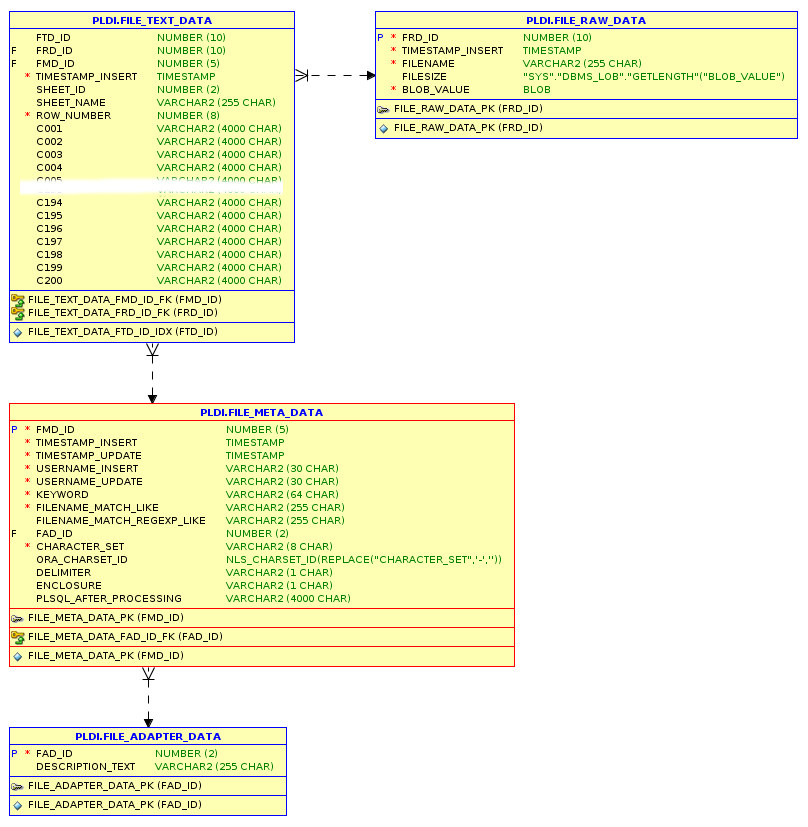 PLDI.FILE_TEXT_DATA
FTD_ID NUMBER (10)
F FRD_ID NUMBER (10)
F FMD_ID NUMBER (5)
* TIMESTAMP_INSERT TIMESTAMP
SHEET_ID NUMBER (2)
SHEET_NAME VARCHAR2 (255 CHAR)
* ROW_NUMBER NUMBER (8)
C001 VARCHAR2 (4000 CHAR)
C002 VARCHAR2 (4000 CHAR)
C003 VARCHAR2 (4000 CHAR)
C004 VARCHAR2 (4000 CHAR)
C005 VARCHAR2 (4000 CHAR)
C194 VARCHAR2 (4000 CHAR)
C195 VARCHAR2 (4000 CHAR)
C196 VARCHAR2 (4000 CHAR)
C197 VARCHAR2 (4000 CHAR)
C198 VARCHAR2 (4000 CHAR)
C199 VARCHAR2 (4000 CHAR)
C200 VARCHAR2 (4000 CHAR)
FILE_TEXT_DATA_FMD_ID_FK (FMD_ID)
FILE_TEXT_DATA_FRD_ID_FK (FRD_ID)
FILE_TEXT_DATA_FTD_ID_IDX (FTD_ID)
PLDI.FILE_RAW_DATA
P * FRD_ID NUMBER (10)
* TIMESTAMP_INSERT TIMESTAMP
* FILENAME VARCHAR2 (255 CHAR)
FILESIZE "SYS"."DBMS_LOB"."GETLENGTH"("BLOB_VALUE")
* BLOB_VALUE BLOB
FILE_RAW_DATA_PK (FRD_ID)
FILE_RAW_DATA_PK (FRD_ID)
PLDI.FILE_META_DATA
P * FMD_ID NUMBER (5)
* TIMESTAMP_INSERT TIMESTAMP
* TIMESTAMP_UPDATE TIMESTAMP
* USERNAME_INSERT VARCHAR2 (30 CHAR)
* USERNAME_UPDATE VARCHAR2 (30 CHAR)
* KEYWORD VARCHAR2 (64 CHAR)
* FILENAME_MATCH_LIKE VARCHAR2 (255 CHAR)
FILENAME_MATCH_REGEXP_LIKE VARCHAR2 (255 CHAR)
F FAD_ID NUMBER (2)
* CHARACTER_SET VARCHAR2 (8 CHAR)
ORA_CHARSET_ID NLS_CHARSET_ID(REPLACE("CHARACTER_SET",'-',''))
DELIMITER VARCHAR2 (1 CHAR)
ENCLOSURE VARCHAR2 (1 CHAR)
PLSQL_AFTER_PROCESSING VARCHAR2 (4000 CHAR)
FILE_META_DATA_PK (FMD_ID)
FILE_META_DATA_FAD_ID_FK (FAD_ID)
FILE_META_DATA_PK (FMD_ID)
PLDI.FILE_ADAPTER_DATA
P * FAD_ID NUMBER (2)
DESCRIPTION_TEXT VARCHAR2 (255 CHAR)
FILE_ADAPTER_DATA_PK (FAD_ID)
FILE_ADAPTER_DATA_PK (FAD_ID)